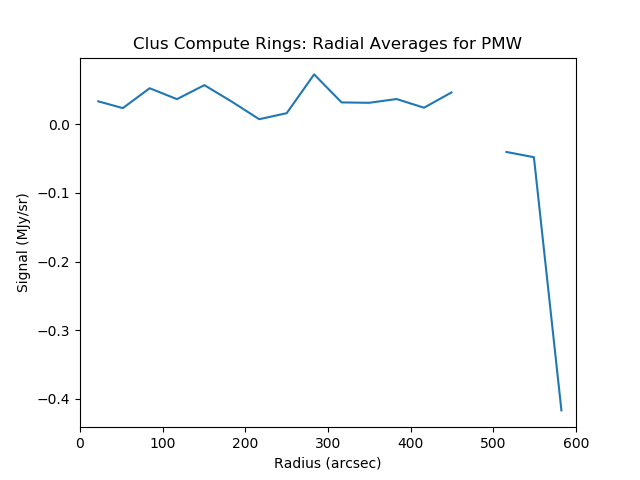 Clus Compute Rings: Radial Averages for PMW
0.0
−0.1
−0.2
−0.3
−0.4
Signal (MJy/sr)
0 100 200 300 400 500 600
Radius (arcsec)